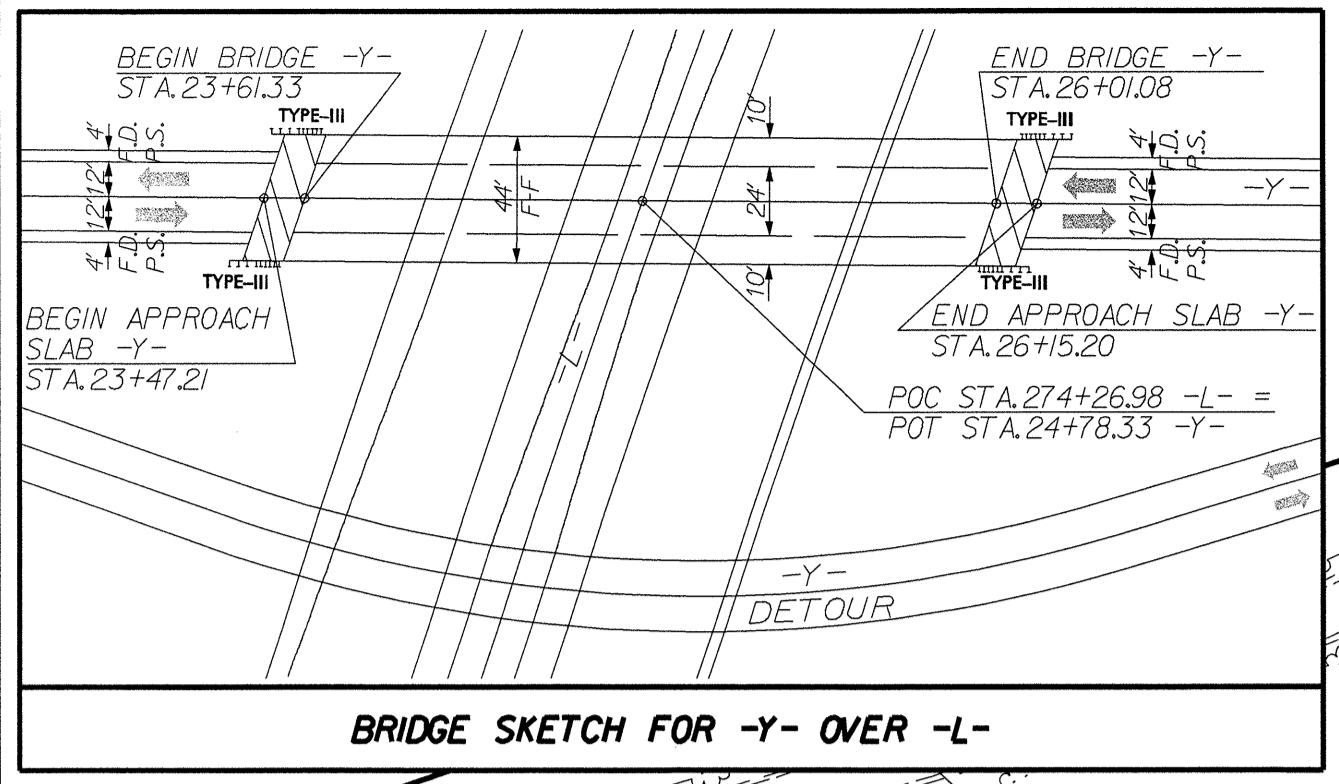 BEGIN BRIDGE -Y-
STA.23+61.33
END BRIDGE -Y-
STA.26+01.08
TYPE-III
TYPE-III
4'
F.D.
P.S.
12'
12'
4'
F.D.
P.S.
44'
F-F
10'
24'
10'
4'
F.D.
P.S.
12'
12'
4'
F.D.
P.S.
-Y-
TYPE-III
TYPE-III
BEGIN APPROACH
SLAB -Y-
STA.23+47.21
-L-
END APPROACH SLAB -Y-
STA.26+15.20
POC STA.274+26.98 -L- =
POT STA.24+78.33 -Y-
-Y-
DETOUR
BRIDGE SKETCH FOR -Y- OVER -L-